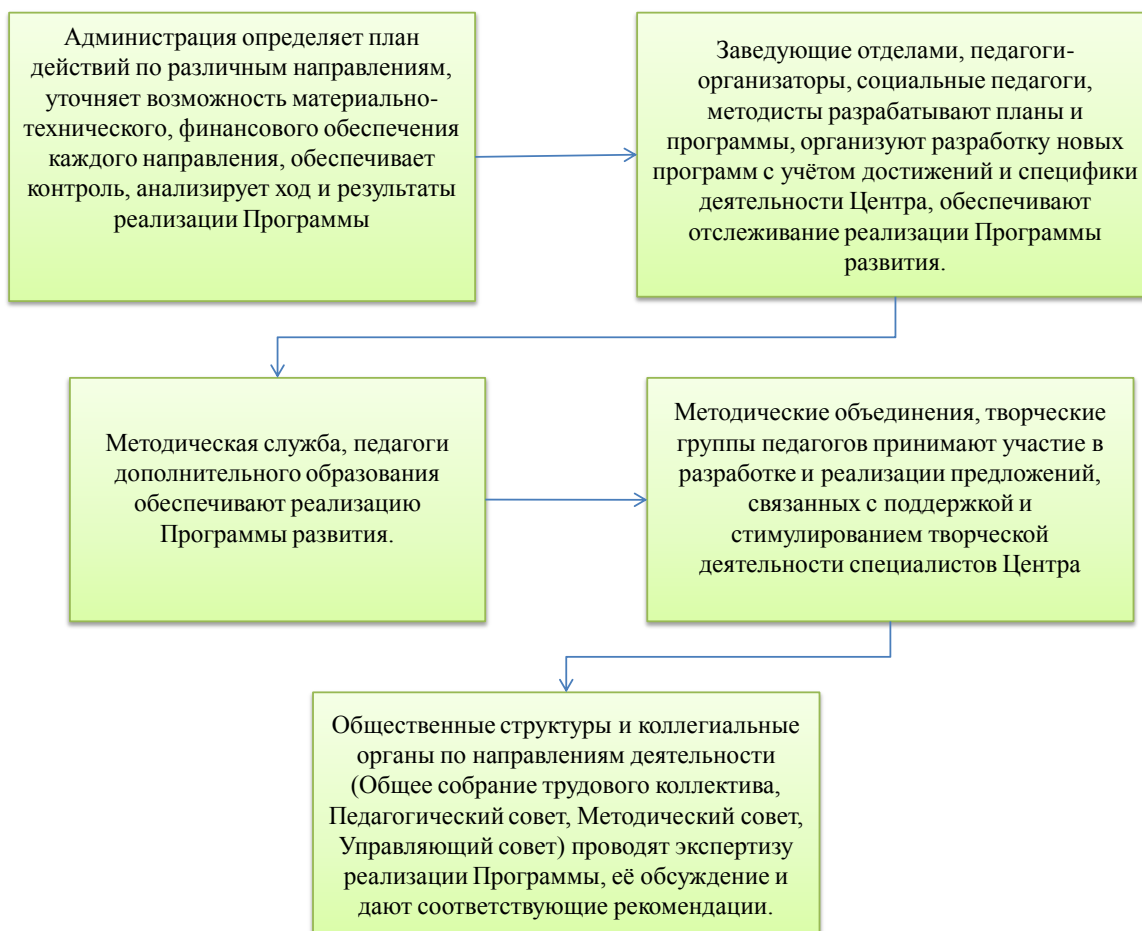 Администрация определяет план
действий по различным направлениям,
уточняет возможность материально-
технического, финансового обеспечения
каждого направления, обеспечивает
контроль, анализирует ход и результаты
реализации Программы
Заведующие отделами, педагоги-
организаторы, социальные педагоги,
методисты разрабатывают планы и
программы, организуют разработку новых
программ с учётом достижений и специфики
деятельности Центра, обеспечивают
отслеживание реализации Программы
развития.
Методическая служба, педагоги
дополнительного образования
обеспечивают реализацию
Программы развития.
Методические объединения, творческие
группы педагогов принимают участие в
разработке и реализации предложений,
связанных с поддержкой и
стимулированием творческой
деятельности специалистов Центра
Общественные структуры и коллегиальные
органы по направлениям деятельности
(Общее собрание трудового коллектива,
Педагогический совет, Методический совет,
Управляющий совет) проводят экспертизу
реализации Программы, её обсуждение и
дают соответствующие рекомендации.